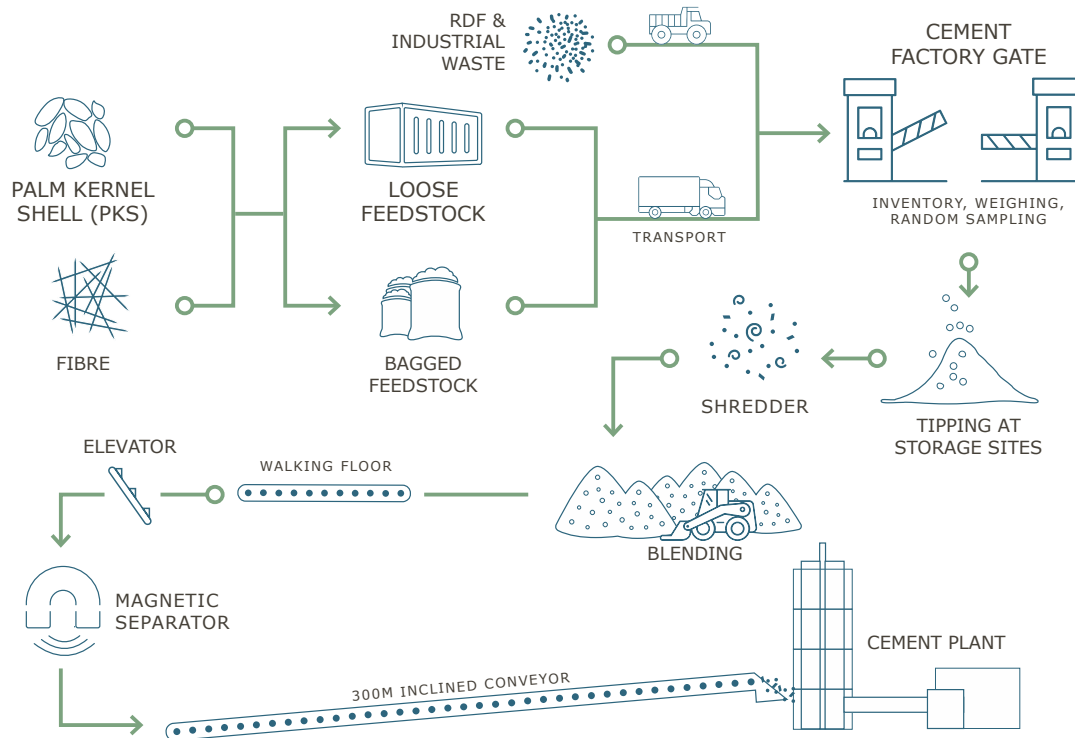 RDF &
INDUSTRIAL
WASTE
CEMENT
FACTORY GATE
PALM KERNEL
SHELL (PKS)
LOOSE
FEEDSTOCK
INVENTORY, WEIGHING,
RANDOM SAMPLING
TRANSPORT
FIBRE
BAGGED
FEEDSTOCK
SHREDDER
TIPPING AT
STORAGE SITES
ELEVATOR
WALKING FLOOR
BLENDING
MAGNETIC
SEPARATOR
CEMENT PLANT
300M INCLINED CONVEYOR